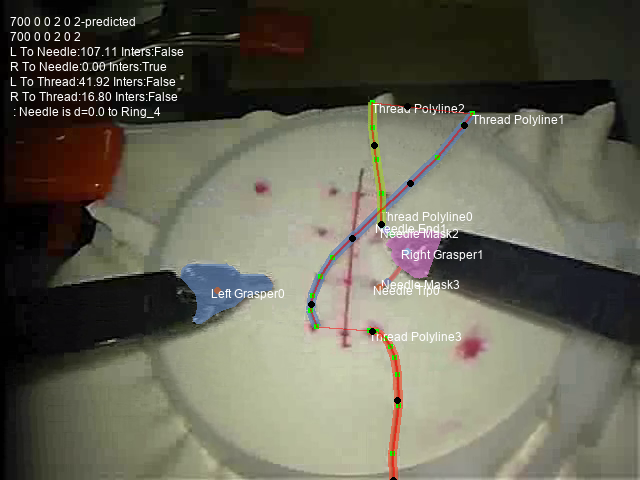 700 0 0 2 0 2-predicted
700 0 0 2 0 2
L To Needle:107.11 Inters:False
R To Needle:0.00 Inters:True
L To Thread:41.92 Inters:False
R To Thread:16.80 Inters:False
: Needle is d=0.0 to Ring_4
Thread Polyline2
Thread Polyline1
Thread Polyline0
Needle End1
Needle Mask2
Right Grasper1
Needle Mask3
Needle Tip0
Left Grasper0
Thread Polyline3